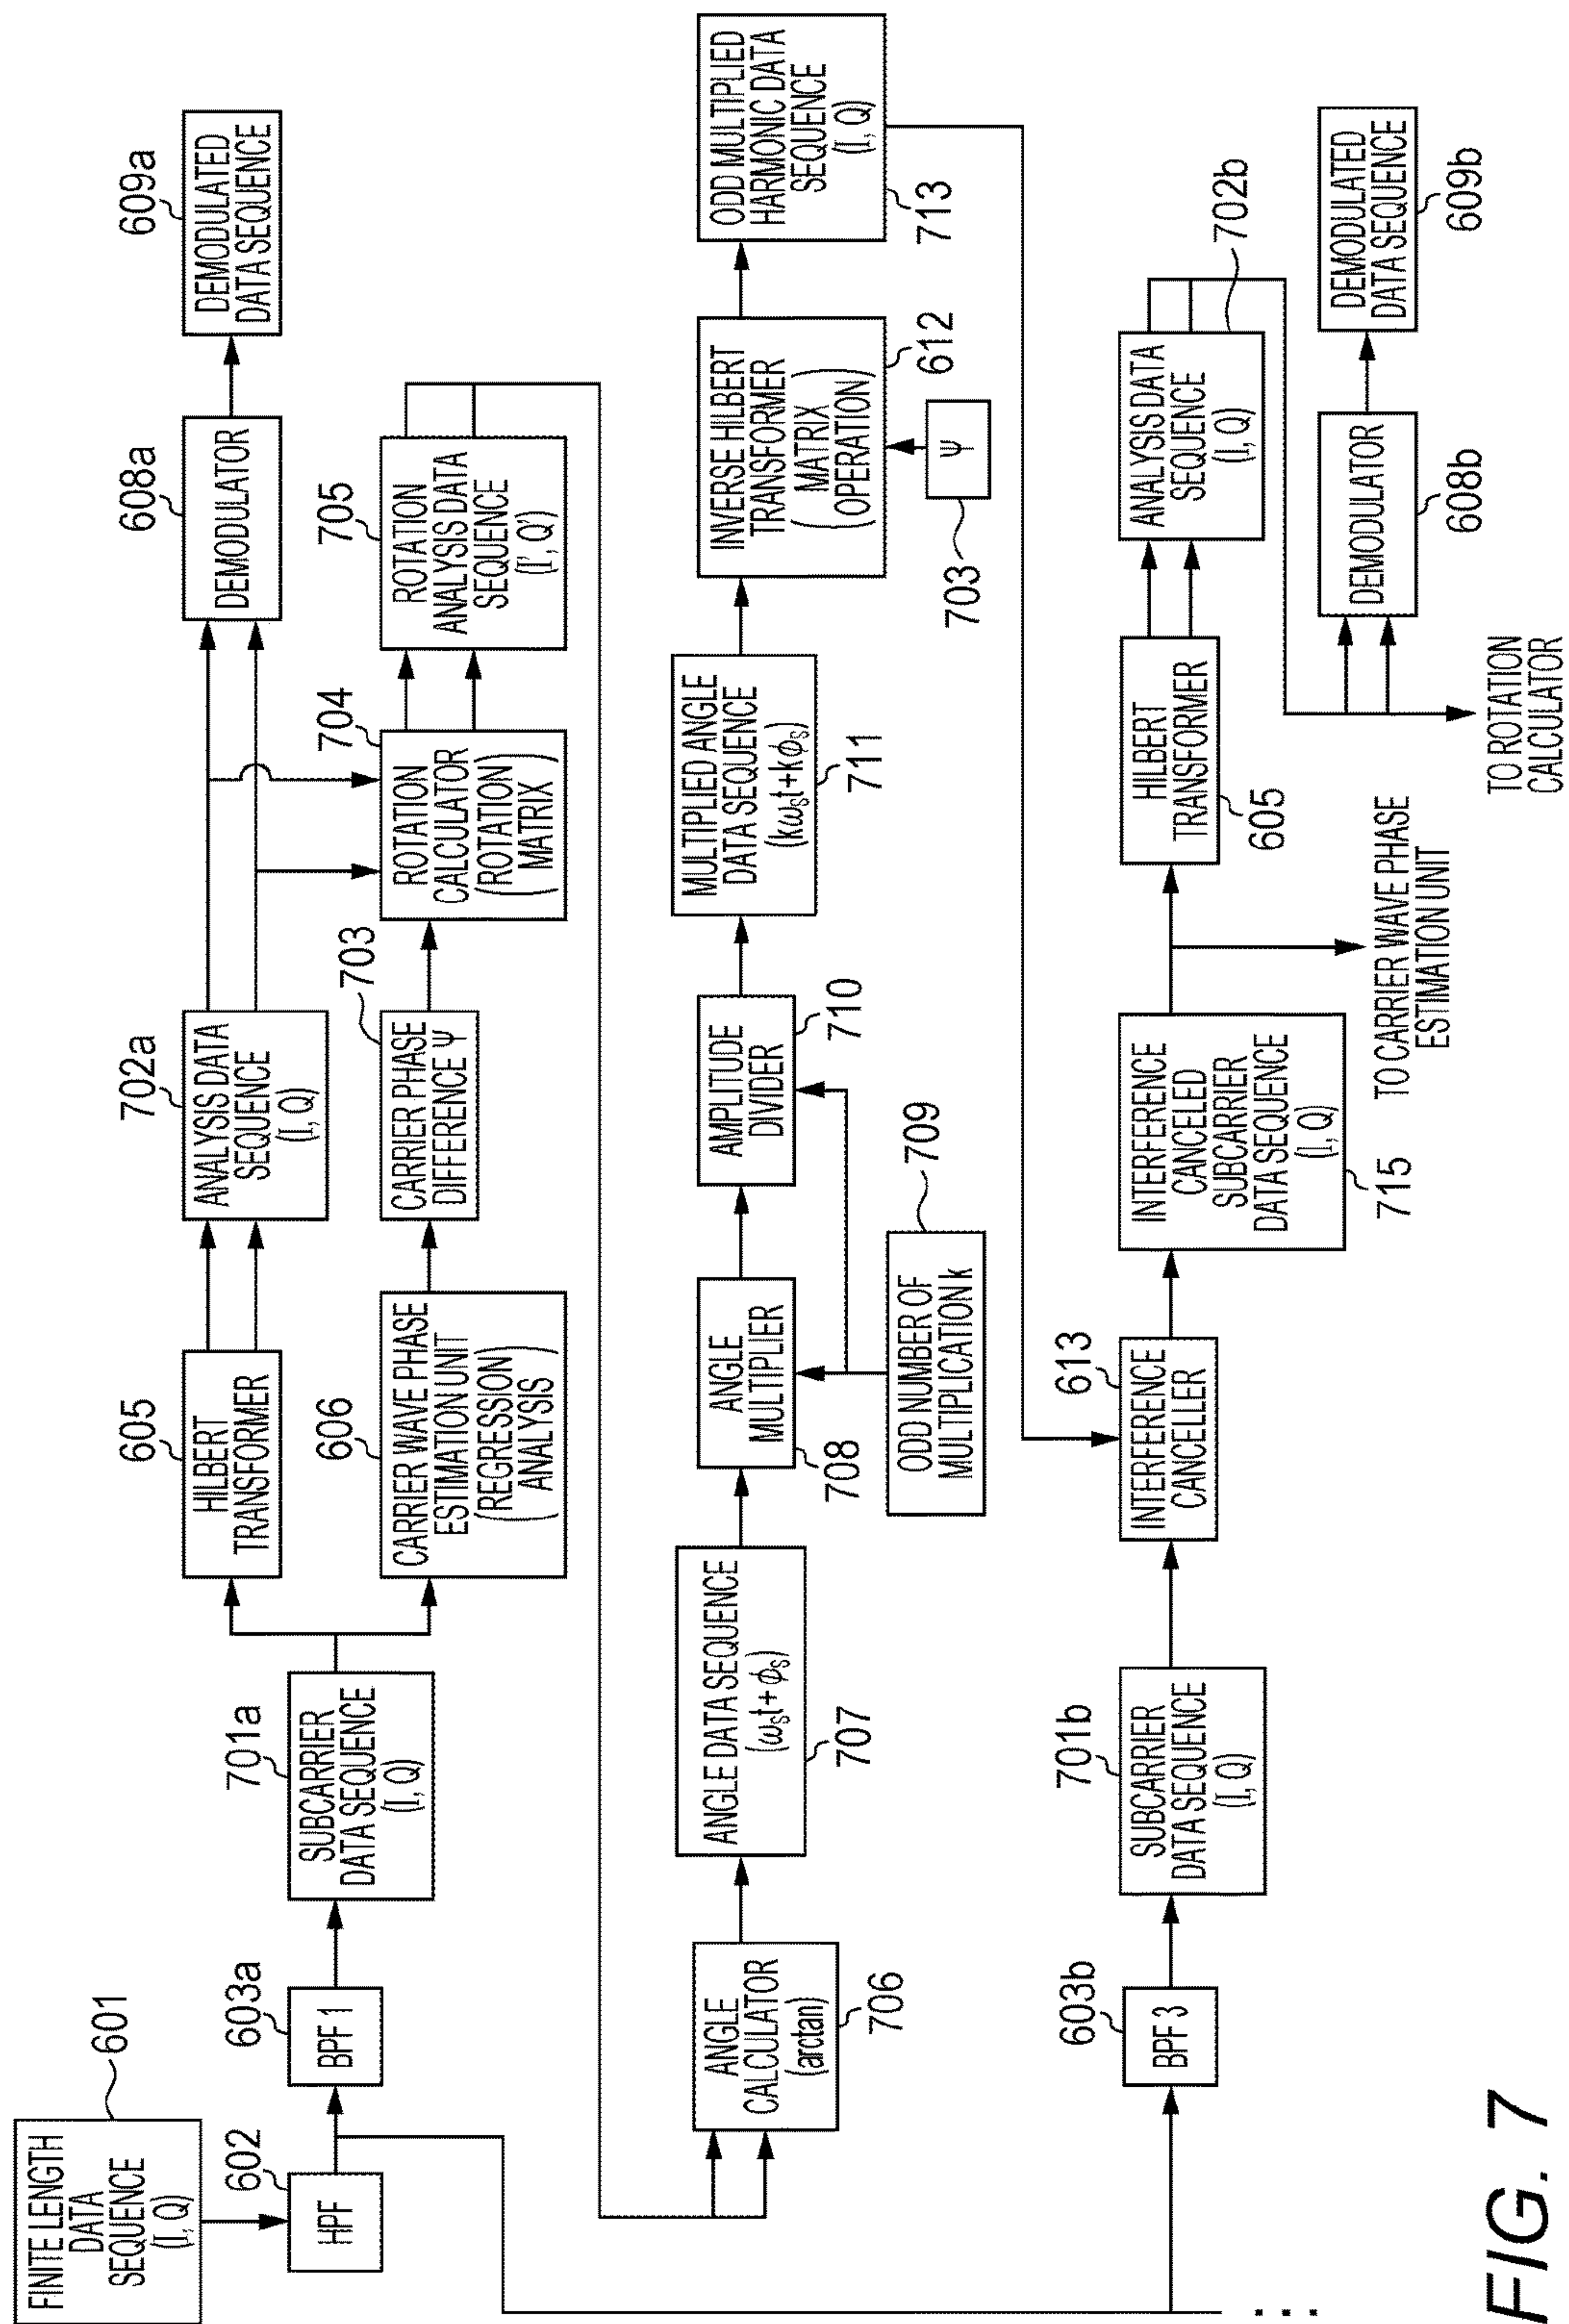 601
FINITE LENGTH
DATA
SEQUENCE
(I, Q)
602
HPF
603a
BPF 1
701a
SUBCARRIER
DATA SEQUENCE
(I, Q)
605
HILBERT
TRANSFORMER
702a
ANALYSIS DATA
SEQUENCE
(I, Q)
608a
DEMODULATOR
609a
DEMODULATED
DATA SEQUENCE
606
CARRIER WAVE PHASE
ESTIMATION UNIT
(REGRESSION
ANALYSIS)
703
CARRIER PHASE
DIFFERENCE Ψ
704
ROTATION
CALCULATOR
(ROTATION
MATRIX)
705
ROTATION
ANALYSIS DATA
SEQUENCE
(I', Q')
ANGLE
CALCULATOR
(arctan)
706
ANGLE DATA SEQUENCE
(ωst+ϕs)
707
ANGLE
MULTIPLIER
708
ODD NUMBER OF
MULTIPLICATION k
709
AMPLITUDE
DIVIDER
710
MULTIPLIED ANGLE
DATA SEQUENCE
(kωst+kϕs)
711
INVERSE HILBERT
TRANSFORMER
(MATRIX
OPERATION)
612
Ψ
703
ODD MULTIPLIED
HARMONIC DATA
SEQUENCE
(I, Q)
713
603b
BPF 3
701b
SUBCARRIER
DATA SEQUENCE
(I, Q)
613
INTERFERENCE
CANCELLER
INTERFERENCE
CANCELED
SUBCARRIER
DATA SEQUENCE
(I, Q)
715
TO CARRIER WAVE PHASE
ESTIMATION UNIT
HILBERT
TRANSFORMER
605
ANALYSIS DATA
SEQUENCE
(I, Q)
702b
DEMODULATOR
608b
DEMODULATED
DATA SEQUENCE
609b
TO ROTATION
CALCULATOR
FIG. 7